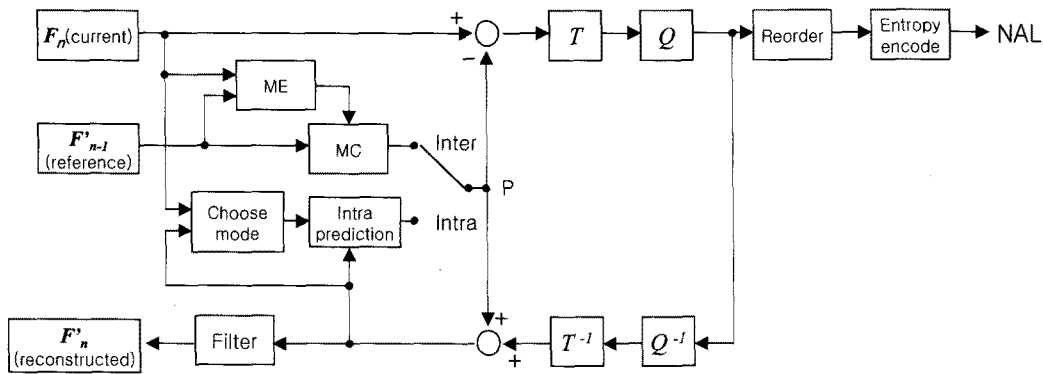 Fn(current)
+
−
T
Q
Reorder
Entropy
encode
NAL
ME
F'n-1
(reference)
MC
Inter
P
Choose
mode
Intra
prediction
Intra
F'n
(reconstructed)
Filter
+
+
T-1
Q-1